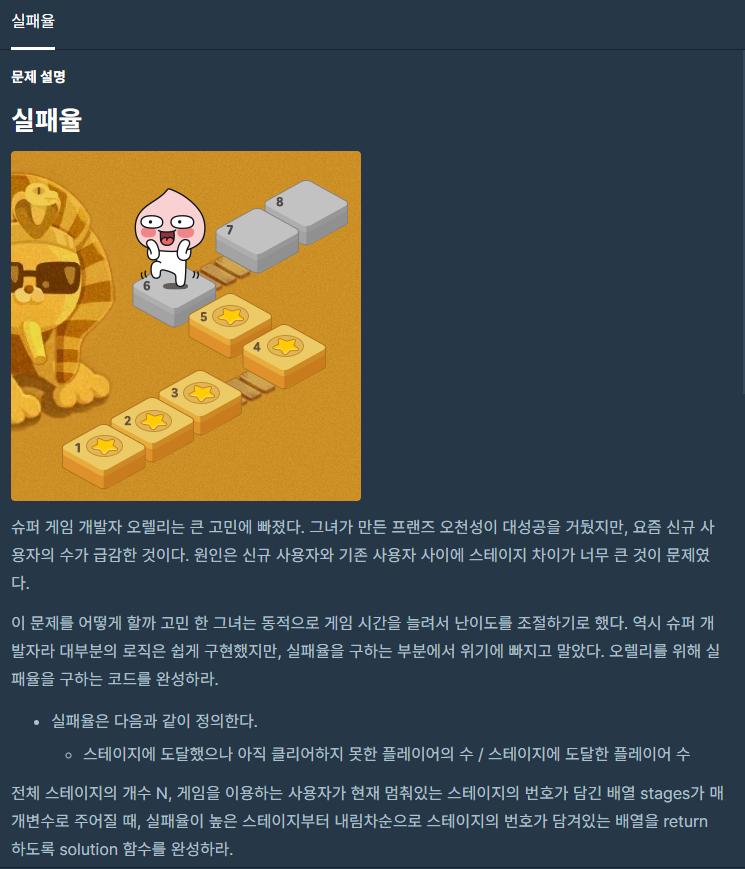 실패율
문제 설명
실패율
8
7
6
5
4
3
2
1
슈퍼 게임 개발자 오렐리는 큰 고민에 빠졌다. 그녀가 만든 프랜즈 오천성이 대성공을 거뒀지만, 요즘 신규 사
용자의 수가 급감한 것이다. 원인은 신규 사용자와 기존 사용자 사이에 스테이지 차이가 너무 큰 것이 문제였
다.
이 문제를 어떻게 할까 고민 한 그녀는 동적으로 게임 시간을 늘려서 난이도를 조절하기로 했다. 역시 슈퍼 개
발자라 대부분의 로직은 쉽게 구현했지만, 실패율을 구하는 부분에서 위기에 빠지고 말았다. 오렐리를 위해 실
패율을 구하는 코드를 완성하라.
• 실패율은 다음과 같이 정의한다.
◦ 스테이지에 도달했으나 아직 클리어하지 못한 플레이어의 수 / 스테이지에 도달한 플레이어 수
전체 스테이지의 개수 N, 게임을 이용하는 사용자가 현재 멈춰있는 스테이지의 번호가 담긴 배열 stages가 매
개변수로 주어질 때, 실패율이 높은 스테이지부터 내림차순으로 스테이지의 번호가 담겨있는 배열을 return
하도록 solution 함수를 완성하라.